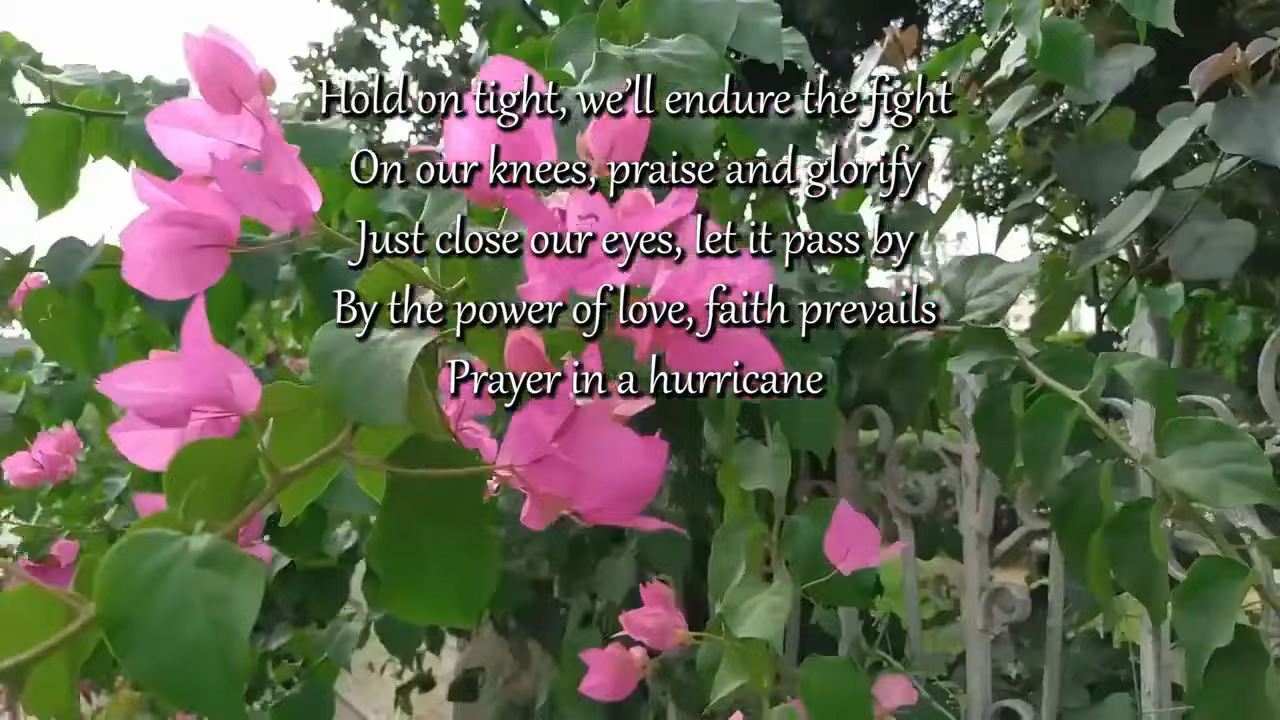 Hold on tight, we'll endure the fight
On our knees, praise and glorify
Just close our eyes, let it pass by
By the power of love, faith prevails
Prayer in a hurricane